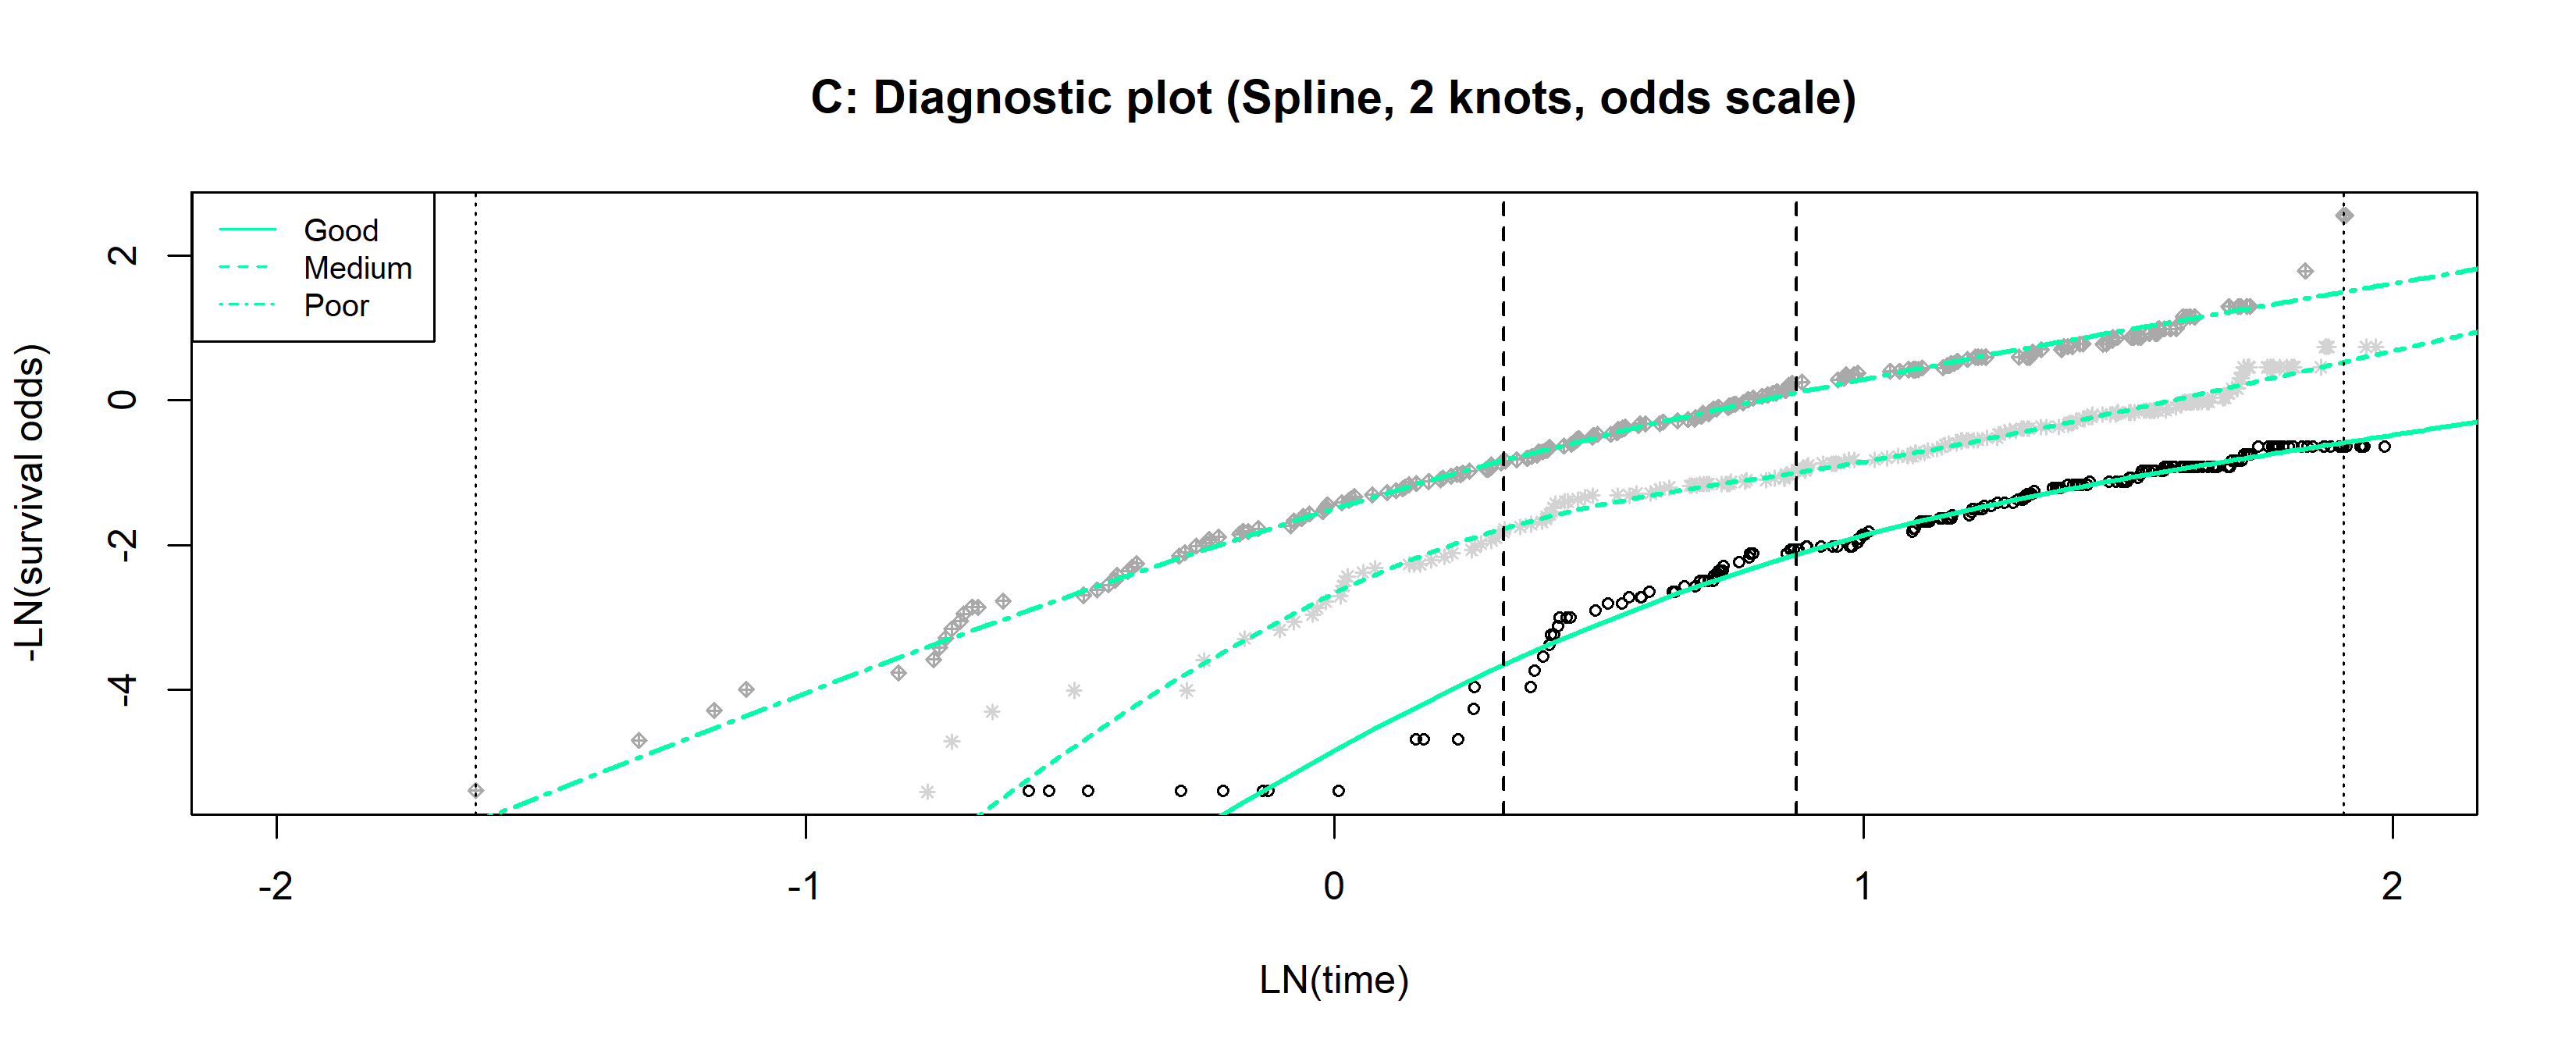 C: Diagnostic plot (Spline, 2 knots, odds scale)
Good
Medium
Poor
-LN(survival odds)
2
0
-2
-4
-2
-1
0
1
2
LN(time)